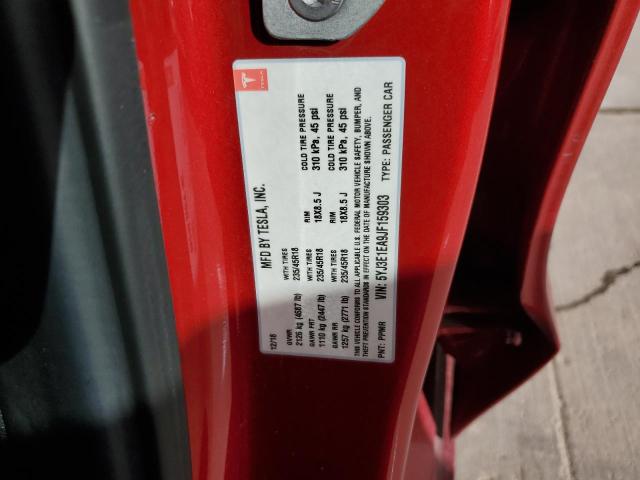 TESLA
12/18 MFD BY TESLA, INC.
GVWR WITH TIRES RIM COLD TIRE PRESSURE
2126 kg (4687 lb) 235/45R18 18X8.5 J 310 kPa, 45 psi
GAWR FRT WITH TIRES RIM COLD TIRE PRESSURE
1110 kg (2447 lb) 235/45R18 18X8.5 J 310 kPa, 45 psi
GAWR RR WITH TIRES RIM COLD TIRE PRESSURE
1257 kg (2771 lb) 235/45R18 18X8.5 J 310 kPa, 45 psi
THIS VEHICLE CONFORMS TO ALL APPLICABLE U.S. FEDERAL MOTOR VEHICLE SAFETY, BUMPER, AND
THEFT PREVENTION STANDARDS IN EFFECT ON THE DATE OF MANUFACTURE SHOWN ABOVE.
PNT: PPMR VIN: 5YJ3E1EA9JF159303 TYPE: PASSENGER CAR